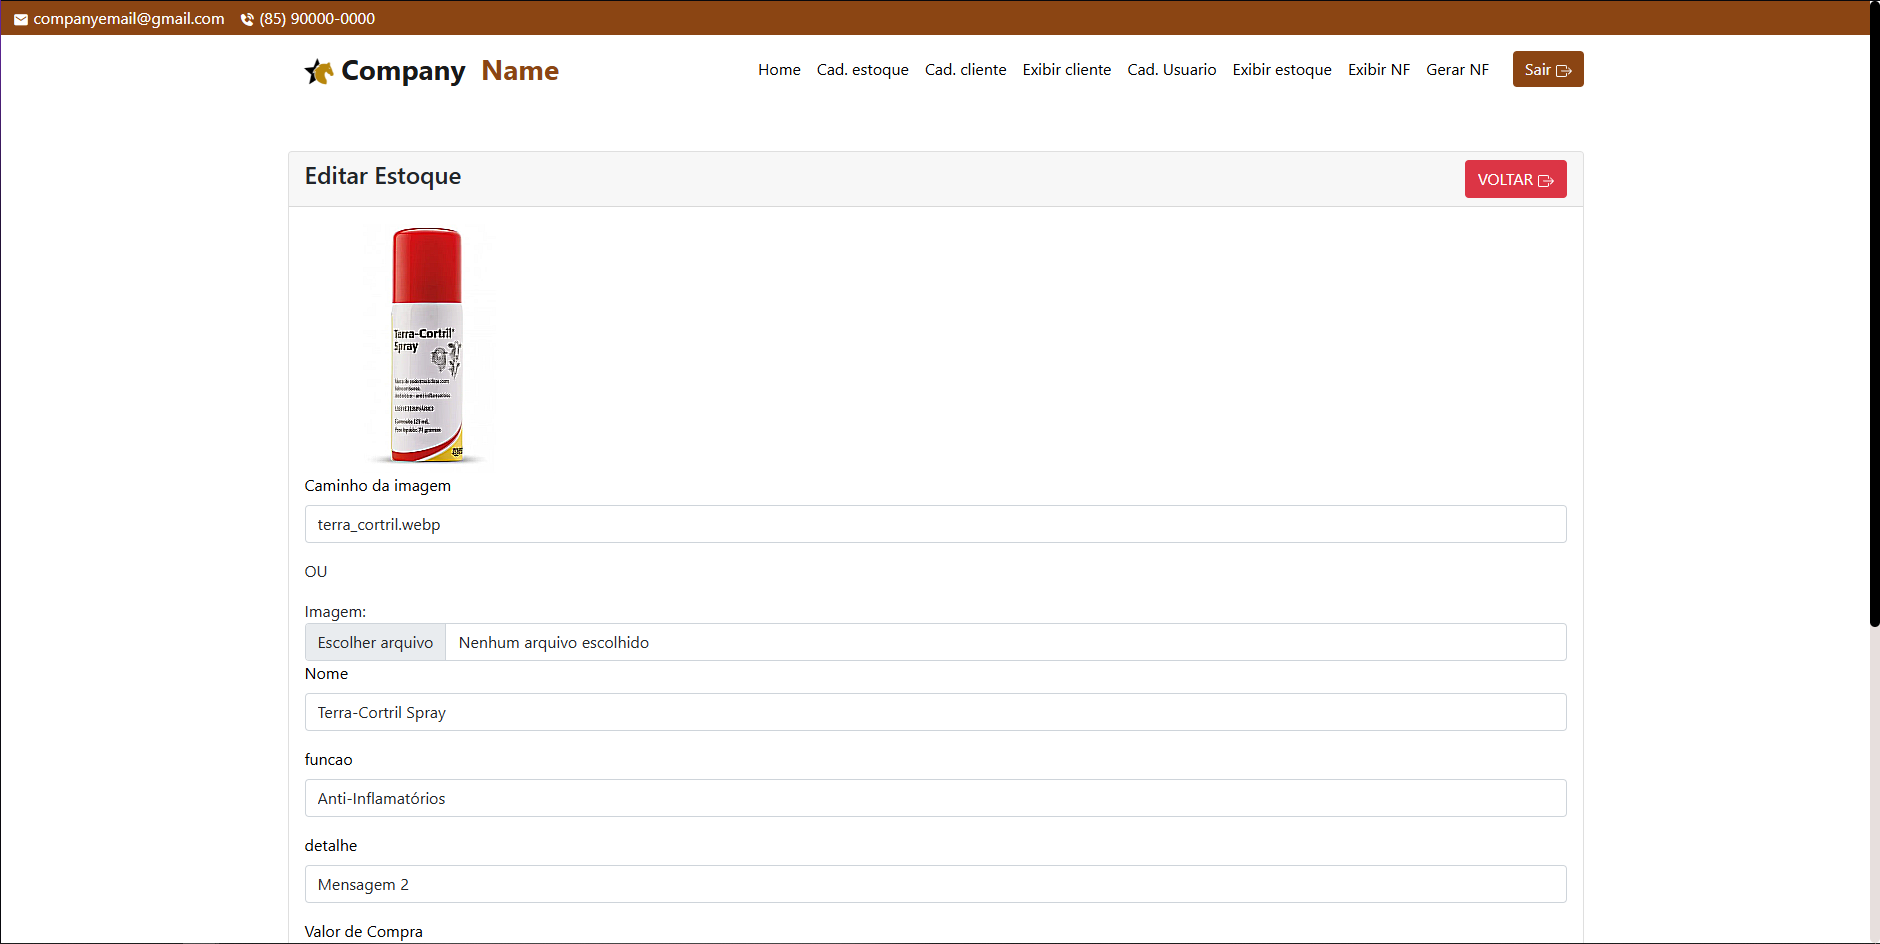 companyemail@gmail.com (85) 90000-0000
Company Name
Home Cad. estoque Cad. cliente Exibir cliente Cad. Usuario Exibir estoque Exibir NF Gerar NF Sair
Editar Estoque
VOLTAR
Terra-Cortril
Spray
Caminho da imagem
terra_cortril.webp
OU
Imagem:
Escolher arquivo Nenhum arquivo escolhido
Nome
Terra-Cortril Spray
funcao
Anti-Inflamatórios
detalhe
Mensagem 2
Valor de Compra